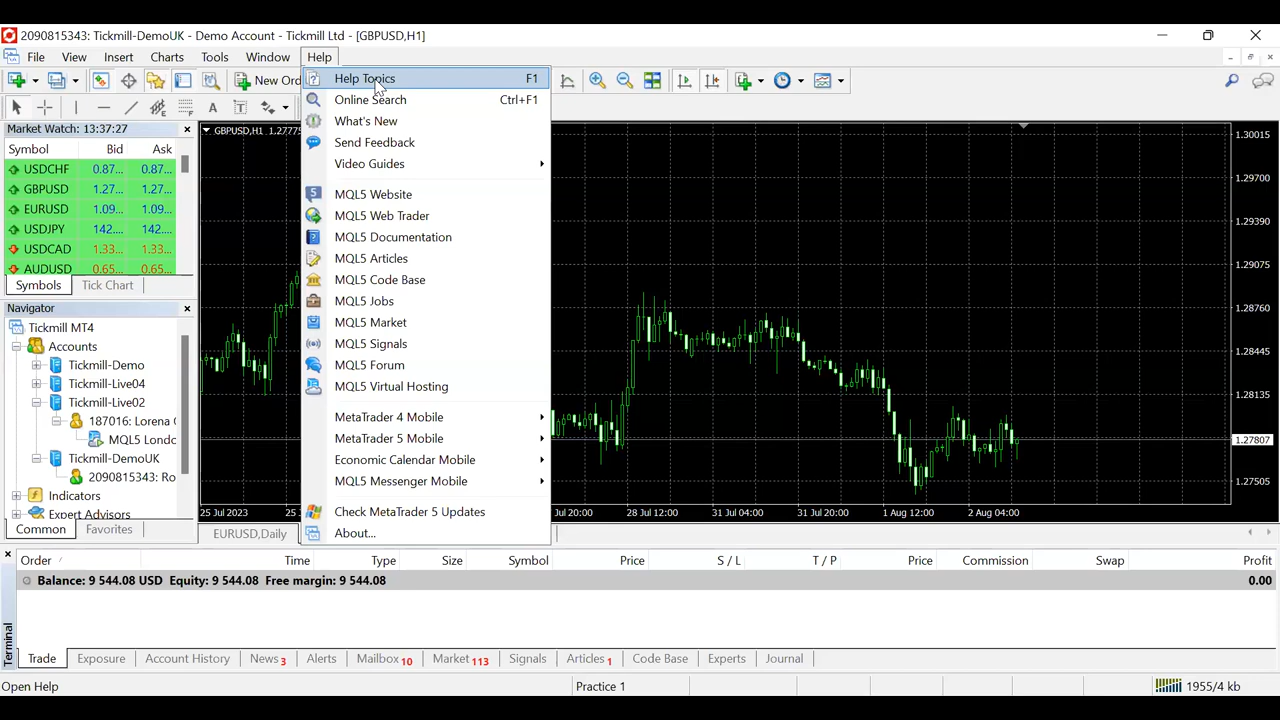 2090815343: Tickmill-DemoUK - Demo Account - Tickmill Ltd - [GBPUSD,H1]
File View Insert Charts Tools Window Help
New Ord
Market Watch: 13:37:27
Symbol Bid Ask
USDCHF 0.87... 0.87...
GBPUSD 1.27... 1.27...
EURUSD 1.09... 1.09...
USDJPY 142.... 142....
USDCAD 1.33... 1.33...
AUDUSD 0.65... 0.65...
Symbols Tick Chart
Navigator
Tickmill MT4
Accounts
Tickmill-Demo
Tickmill-Live04
Tickmill-Live02
187016: Lorena
MQL5 Londc
Tickmill-DemoUK
2090815343: Ro
Indicators
Expert Advisors
Common Favorites
Help Topics F1
Online Search Ctrl+F1
What's New
Send Feedback
Video Guides
MQL5 Website
MQL5 Web Trader
MQL5 Documentation
MQL5 Articles
MQL5 Code Base
MQL5 Jobs
MQL5 Market
MQL5 Signals
MQL5 Forum
MQL5 Virtual Hosting
MetaTrader 4 Mobile
MetaTrader 5 Mobile
Economic Calendar Mobile
MQL5 Messenger Mobile
Check MetaTrader 5 Updates
About...
GBPUSD,H1 1.27775
1.30015
1.29700
1.29390
1.29075
1.28760
1.28445
1.28135
1.27807
1.27505
25 Jul 2023 25 Jul 20:00 28 Jul 12:00 31 Jul 04:00 31 Jul 20:00 1 Aug 12:00 2 Aug 04:00
EURUSD,Daily
Order / Time Type Size Symbol Price S / L T / P Price Commission Swap Profit
Balance: 9 544.08 USD Equity: 9 544.08 Free margin: 9 544.08 0.00
Terminal
Trade Exposure Account History News 3 Alerts Mailbox 10 Market 113 Signals Articles 1 Code Base Experts Journal
Open Help Practice 1 1955/4 kb